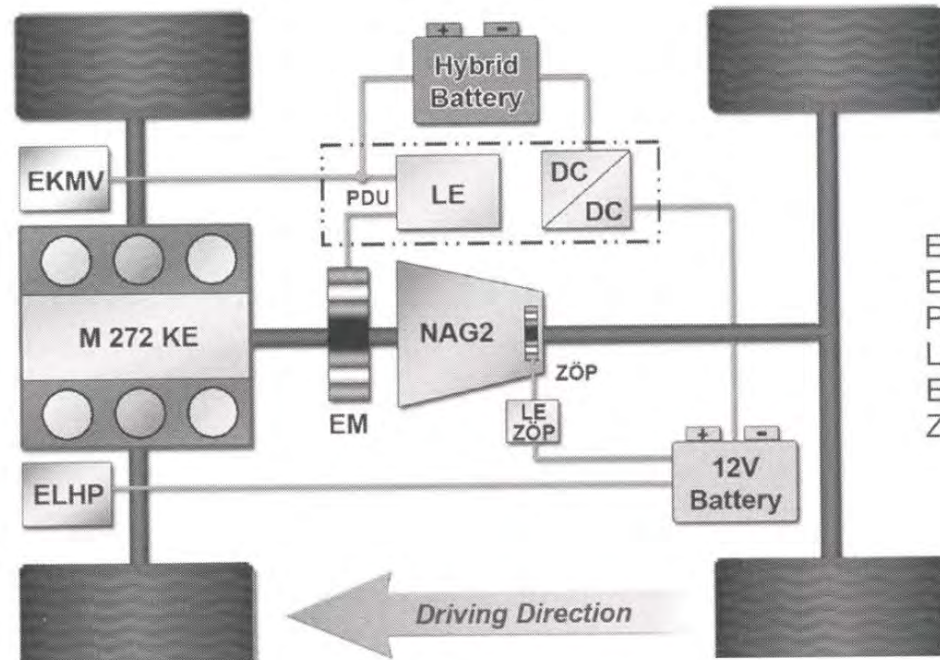 + -
Hybrid
Battery
EKMV
PDU
LE
DC
DC
M 272 KE
EM
NAG2
ZÖP
LE
ZÖP
+ -
12V
Battery
ELHP
Driving Direction
E
E
P
L
E
Z